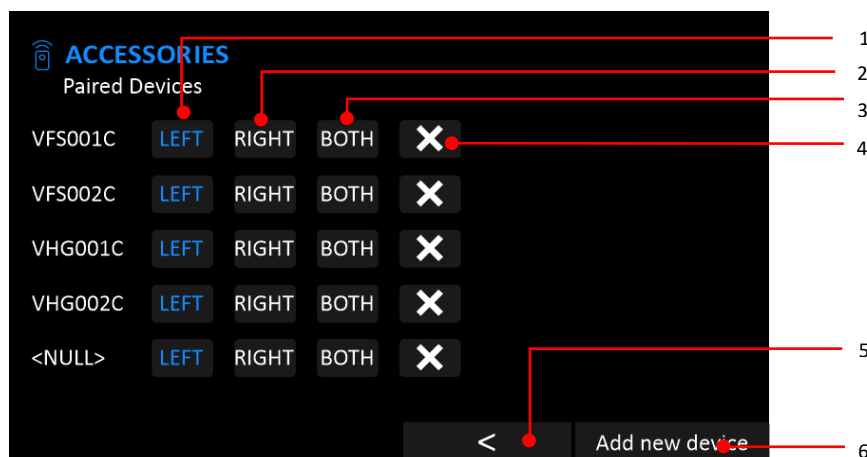 ACCESSORIES
Paired Devices
1
2
3
VFS001C LEFT RIGHT BOTH X
4
VFS002C LEFT RIGHT BOTH X
VHG001C LEFT RIGHT BOTH X
VHG002C LEFT RIGHT BOTH X
<NULL> LEFT RIGHT BOTH X
5
< Add new device
6